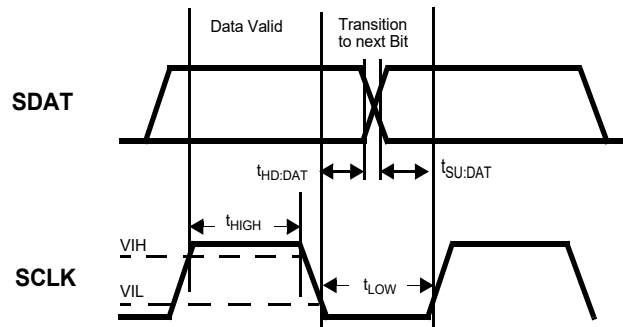 Data Valid
Transition
to next Bit
SDAT
tHD:DAT
tSU:DAT
tHIGH
VIH
SCLK
VIL
tLOW